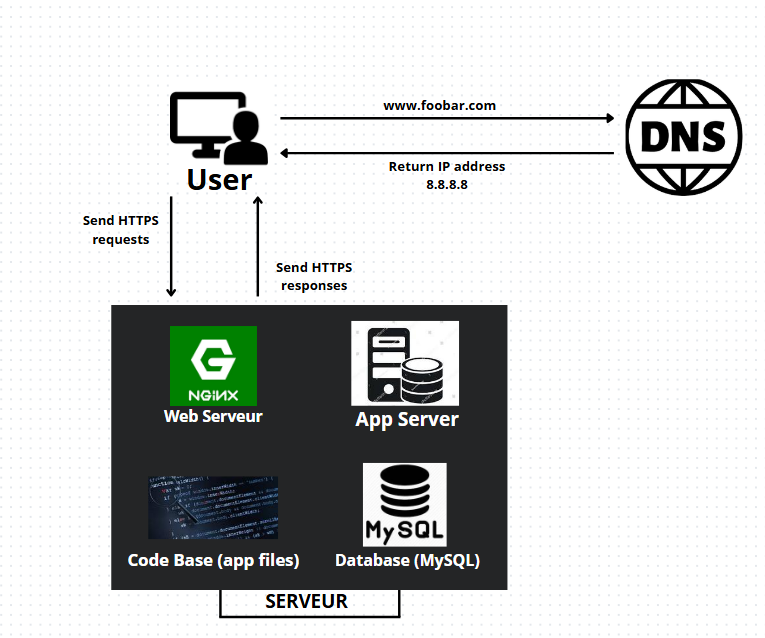 www.foobar.com
DNS
Return IP address
8.8.8.8
User
Send HTTPS
requests
Send HTTPS
responses
NGiNX
Web Serveur
App Server
MySQL
Code Base (app files)
Database (MySQL)
SERVEUR